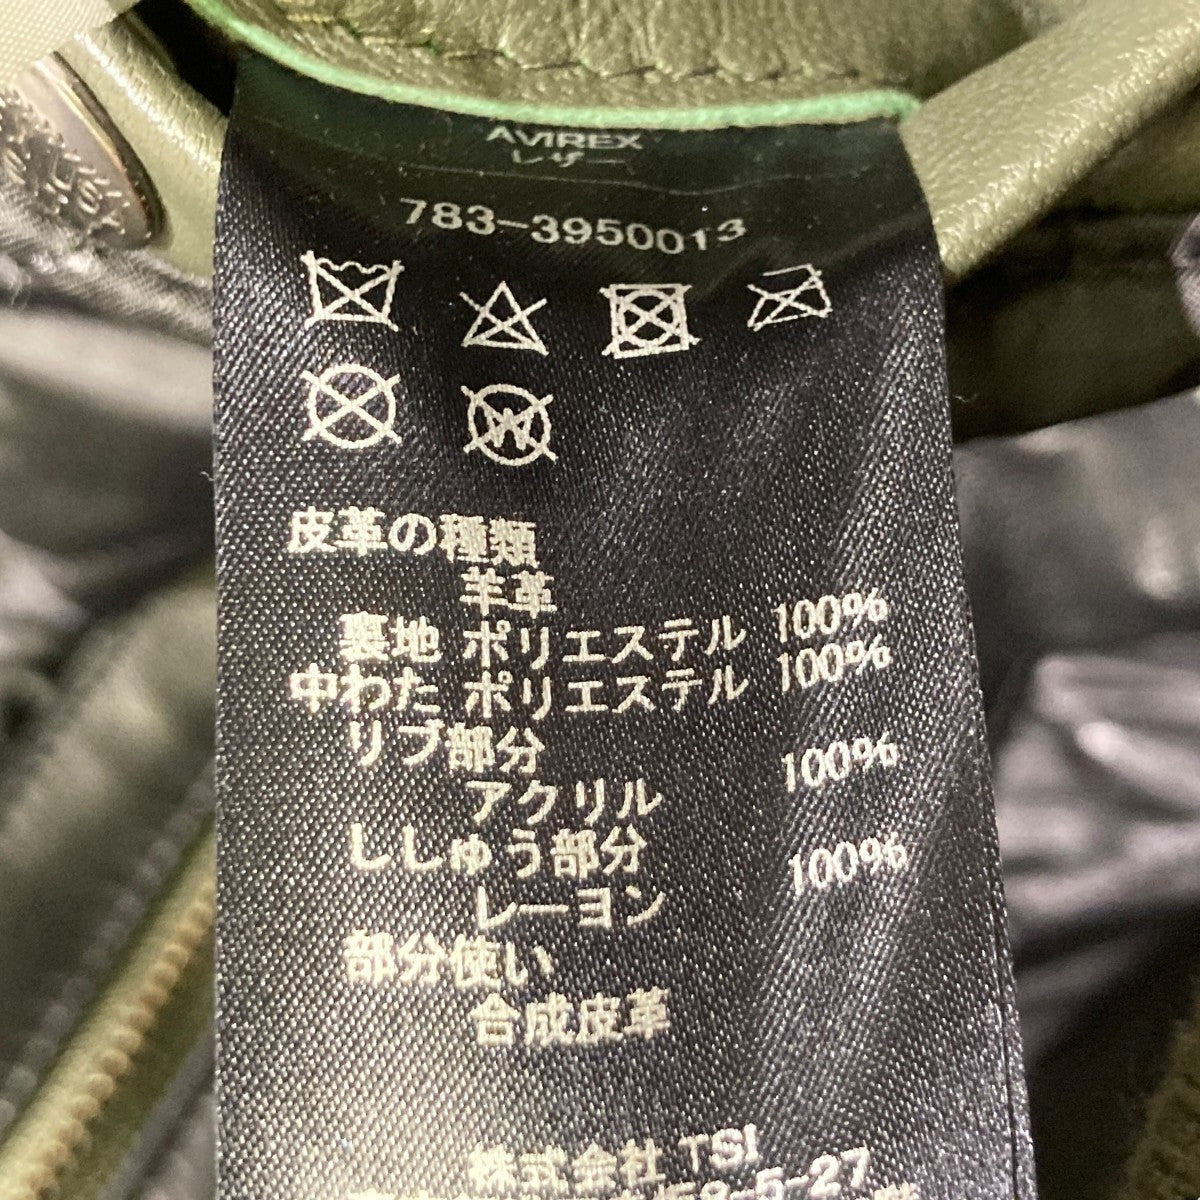 AVIREX
レザー
783-3950013
W
皮革の種類
羊革
裏地 ポリエステル 100%
中わた ポリエステル 100%
リブ部分
アクリル 100%
ししゅう部分
レーヨン 100%
部分使い
合成皮革
株式会社 TSI
8-5-27